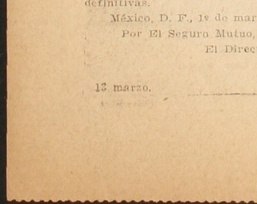 definitivas.
México, D. F., 1º de mar
Por El Seguro Mutuo,
El Direc
13 marzo.